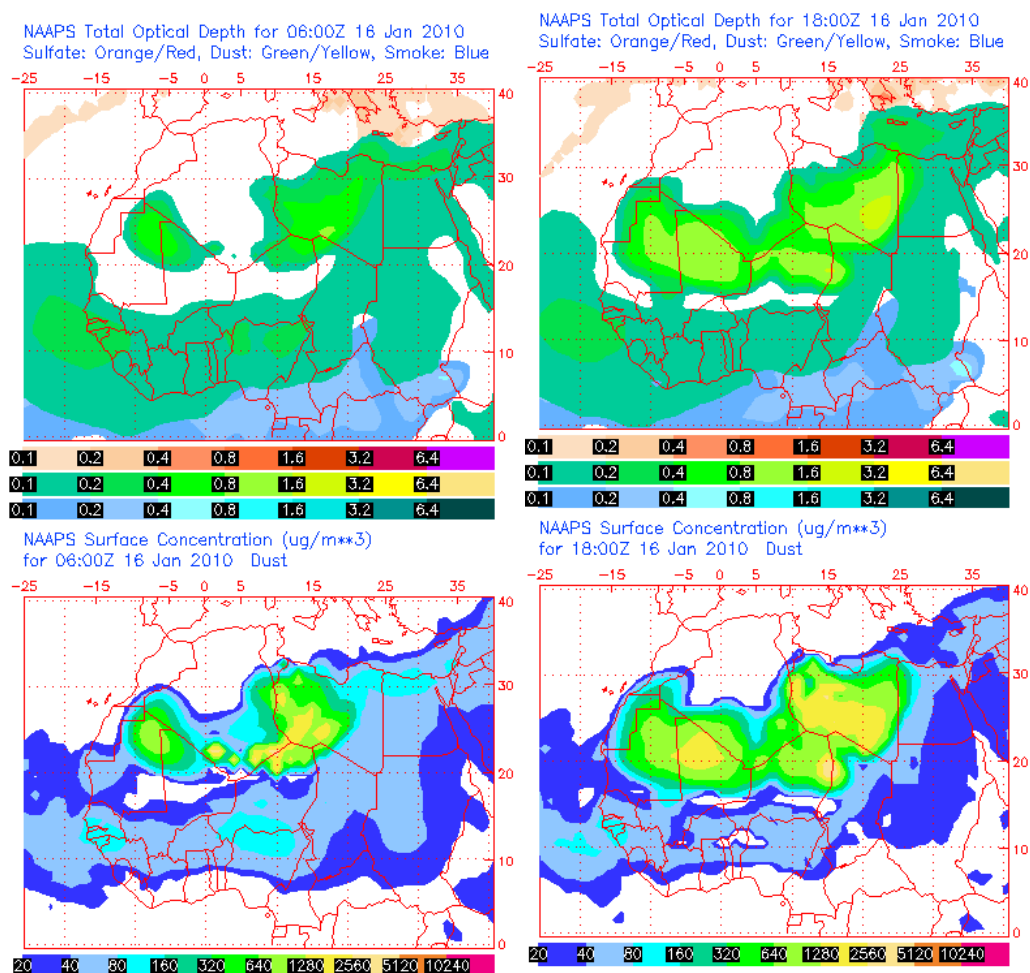 NAAPS Total Optical Depth for 06:00Z 16 Jan 2010
Sulfate: Orange/Red, Dust: Green/Yellow, Smoke: Blue
-25 -15 -5 0 5 15 25 35
40
30
20
10
0
0.1 0.2 0.4 0.8 1.6 3.2 6.4
0.1 0.2 0.4 0.8 1.6 3.2 6.4
0.1 0.2 0.4 0.8 1.6 3.2 6.4
NAAPS Total Optical Depth for 18:00Z 16 Jan 2010
Sulfate: Orange/Red, Dust: Green/Yellow, Smoke: Blue
-25 -15 -5 0 5 15 25 35
40
30
20
10
0
0.1 0.2 0.4 0.8 1.6 3.2 6.4
0.1 0.2 0.4 0.8 1.6 3.2 6.4
0.1 0.2 0.4 0.8 1.6 3.2 6.4
NAAPS Surface Concentration (ug/m**3)
for 06:00Z 16 Jan 2010 Dust
-25 -15 -5 0 5 15 25 35
40
30
20
10
0
20 40 80 160 320 640 1280 2560 5120 10240
NAAPS Surface Concentration (ug/m**3)
for 18:00Z 16 Jan 2010 Dust
-25 -15 -5 0 5 15 25 35
40
30
20
10
0
20 40 80 160 320 640 1280 2560 5120 10240